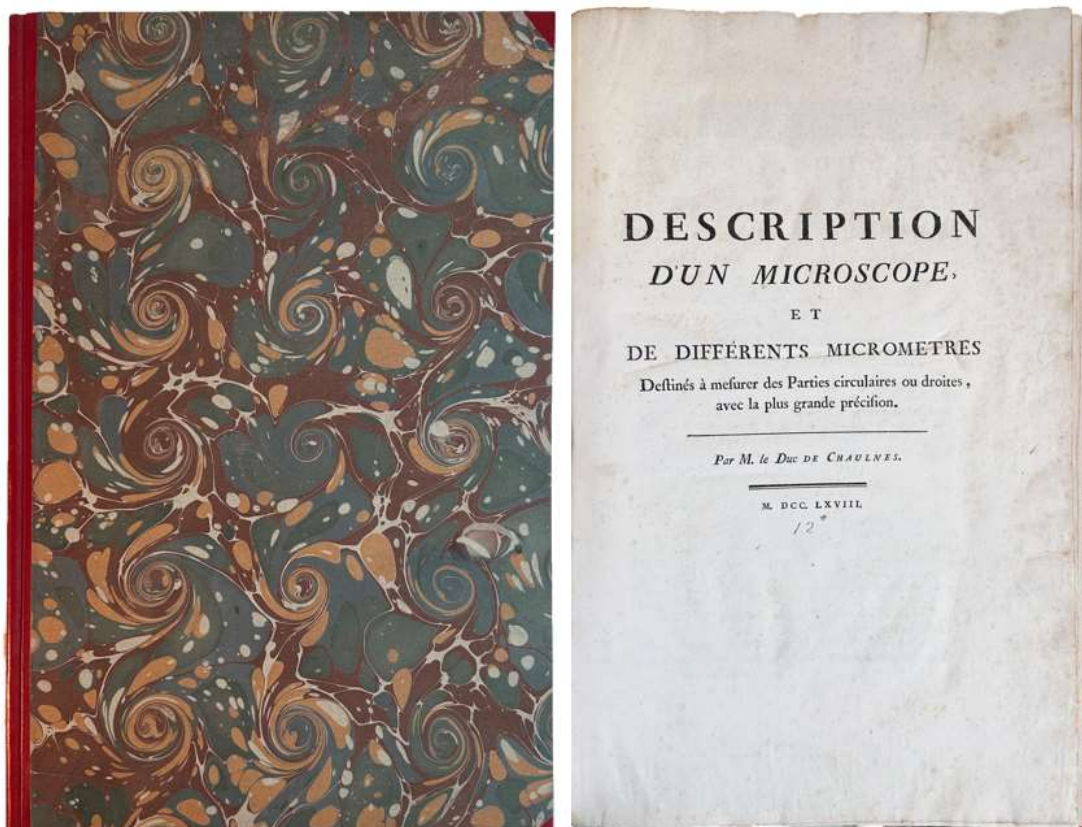 DESCRIPTION
D'UN MICROSCOPE,
ET
DE DIFFÉRENTS MICROMETRES
Deſtinés à meſurer des Parties circulaires ou droites,
avec la plus grande préciſion.
Par M. le Duc DE CHAULNES.
M. DCC. LXVIII.
12